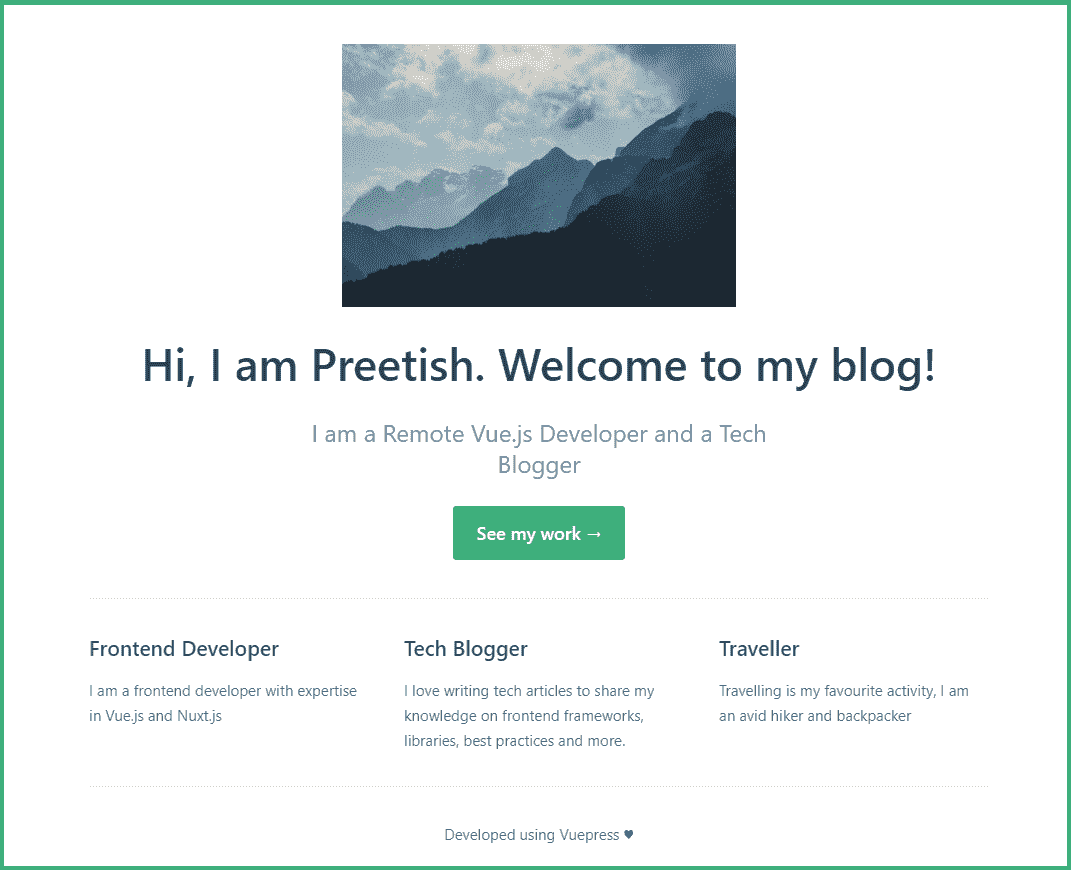 Hi, I am Preetish. Welcome to my blog!
I am a Remote Vue.js Developer and a Tech
Blogger
See my work →
Frontend Developer
I am a frontend developer with expertise
in Vue.js and Nuxt.js
Tech Blogger
I love writing tech articles to share my
knowledge on frontend frameworks,
libraries, best practices and more.
Traveller
Travelling is my favourite activity, I am
an avid hiker and backpacker
Developed using Vuepress ♥